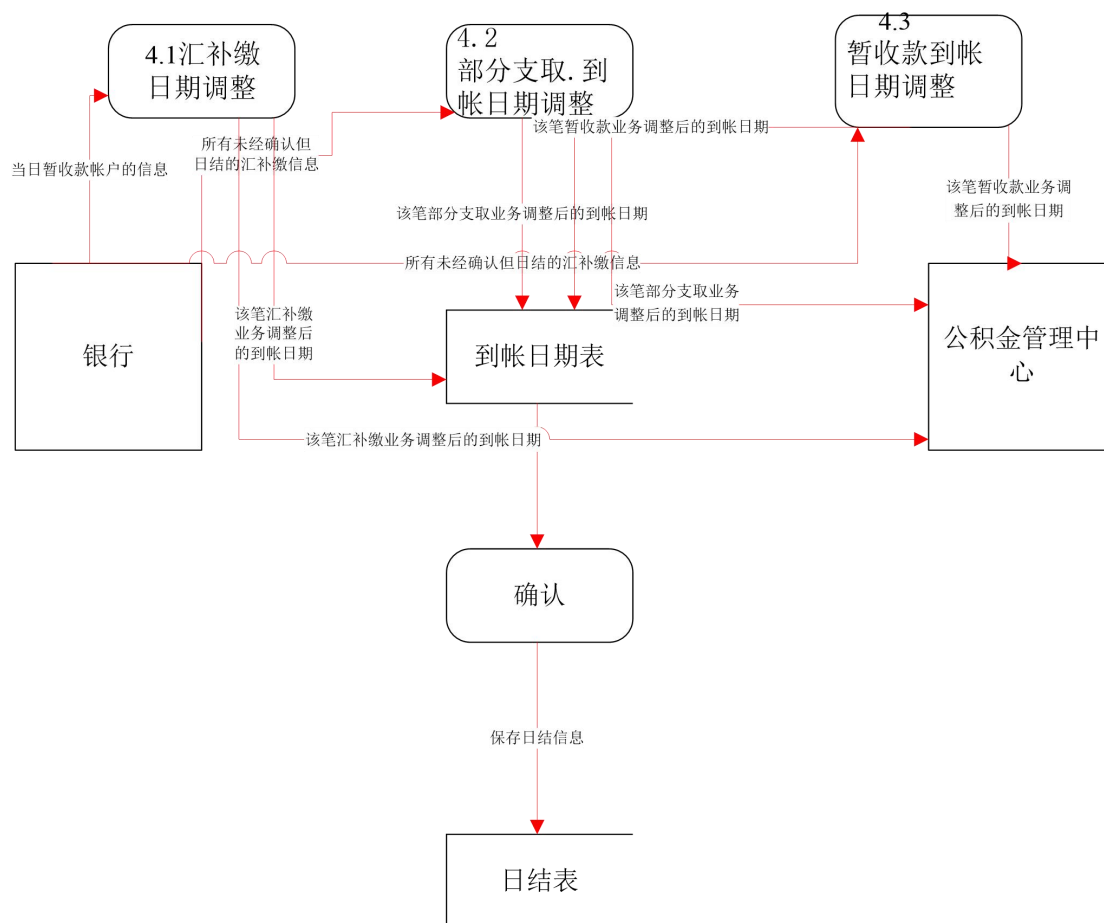 4.1汇补缴
日期调整
4.2
部分支取.到
帐日期调整
4.3
暂收款到帐
日期调整
所有未经确认但
日结的汇补缴信息
该笔暂收款业务调整后的到帐日期
当日暂收款帐户的信息
该笔暂收款业务调
整后的到帐日期
该笔部分支取业务调整后的到帐日期
所有未经确认但日结的汇补缴信息
该笔部分支取业务
调整后的到帐日期
该笔汇补缴
业务调整后
的到帐日期
银行
到帐日期表
公积金管理中
心
该笔汇补缴业务调整后的到帐日期
确认
保存日结信息
日结表